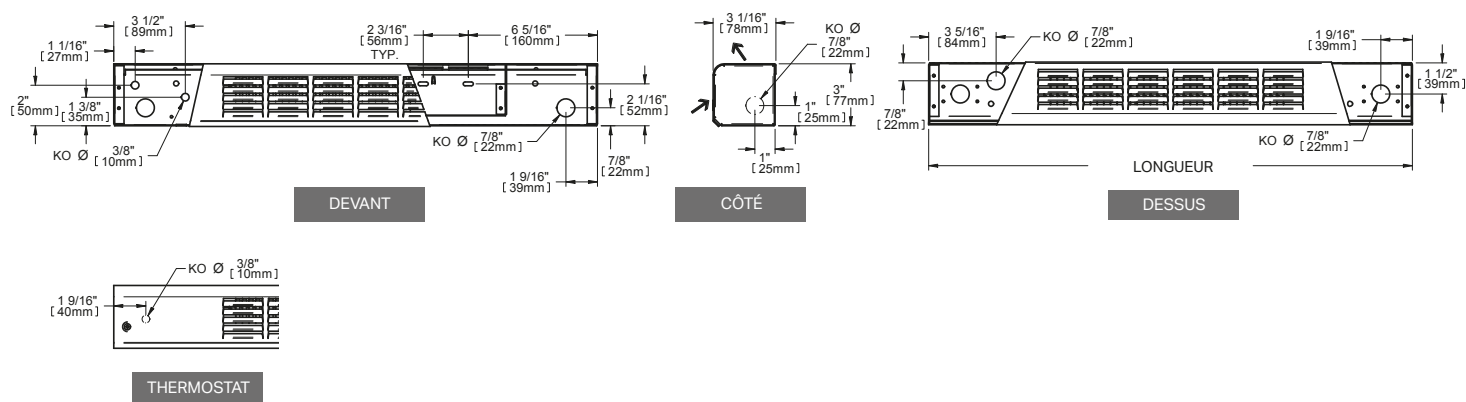 3 1/2"
[89mm]
1 1/16"
[27mm]
2"
[50mm]
1 3/8"
[35mm]
KO Ø 3/8"
[10mm]
2 3/16"
[56mm]
TYP.
6 5/16"
[160mm]
2 1/16"
[52mm]
KO Ø 7/8"
[22mm]
7/8"
[22mm]
1 9/16"
[39mm]
DEVANT
3 1/16"
[78mm]
KO Ø
7/8"
[22mm]
3"
[77mm]
1"
[25mm]
1"
[25mm]
CÔTÉ
3 5/16"
[84mm]
KO Ø 7/8"
[22mm]
1 9/16"
[39mm]
1 1/2"
[39mm]
7/8"
[22mm]
KO Ø 7/8"
[22mm]
LONGUEUR
DESSUS
KO Ø 3/8"
[10mm]
1 9/16"
[40mm]
THERMOSTAT